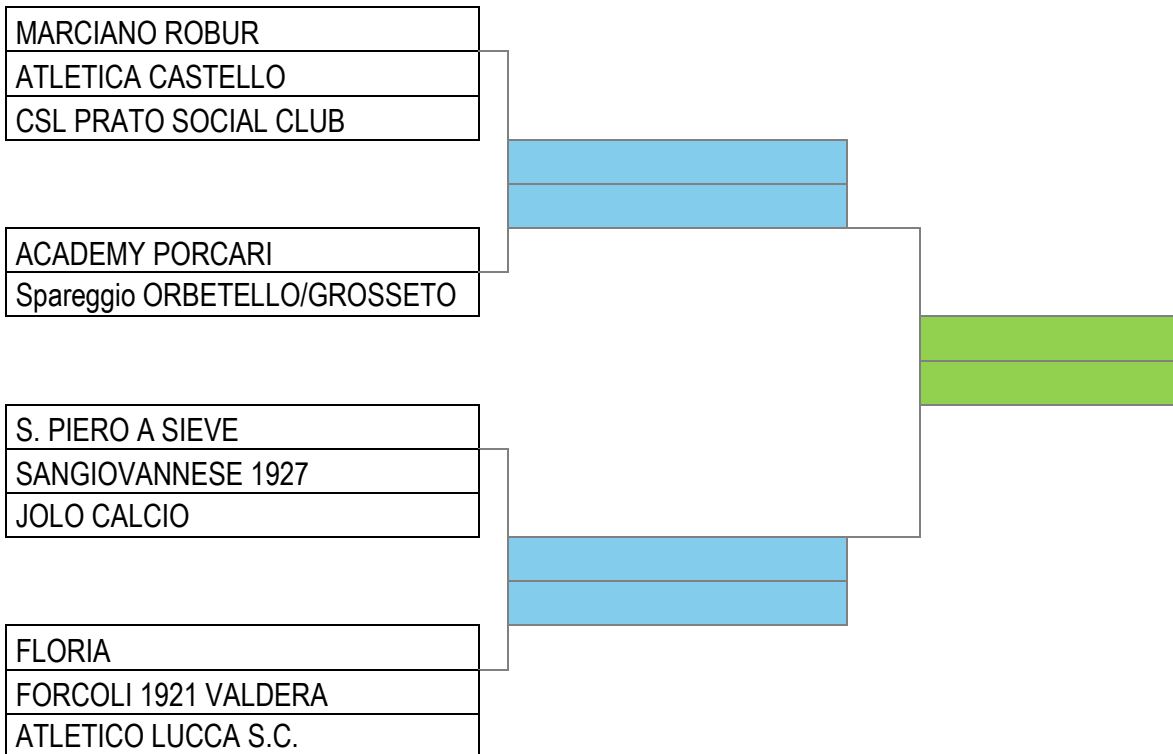 MARCIANO ROBUR
ATLETICA CASTELLO
CSL PRATO SOCIAL CLUB
ACADEMY PORCARI
Spareggio ORBETELLO/GROSSETO
S. PIERO A SIEVE
SANGIOVANNESE 1927
JOLO CALCIO
FLORIA
FORCOLI 1921 VALDERA
ATLETICO LUCCA S.C.